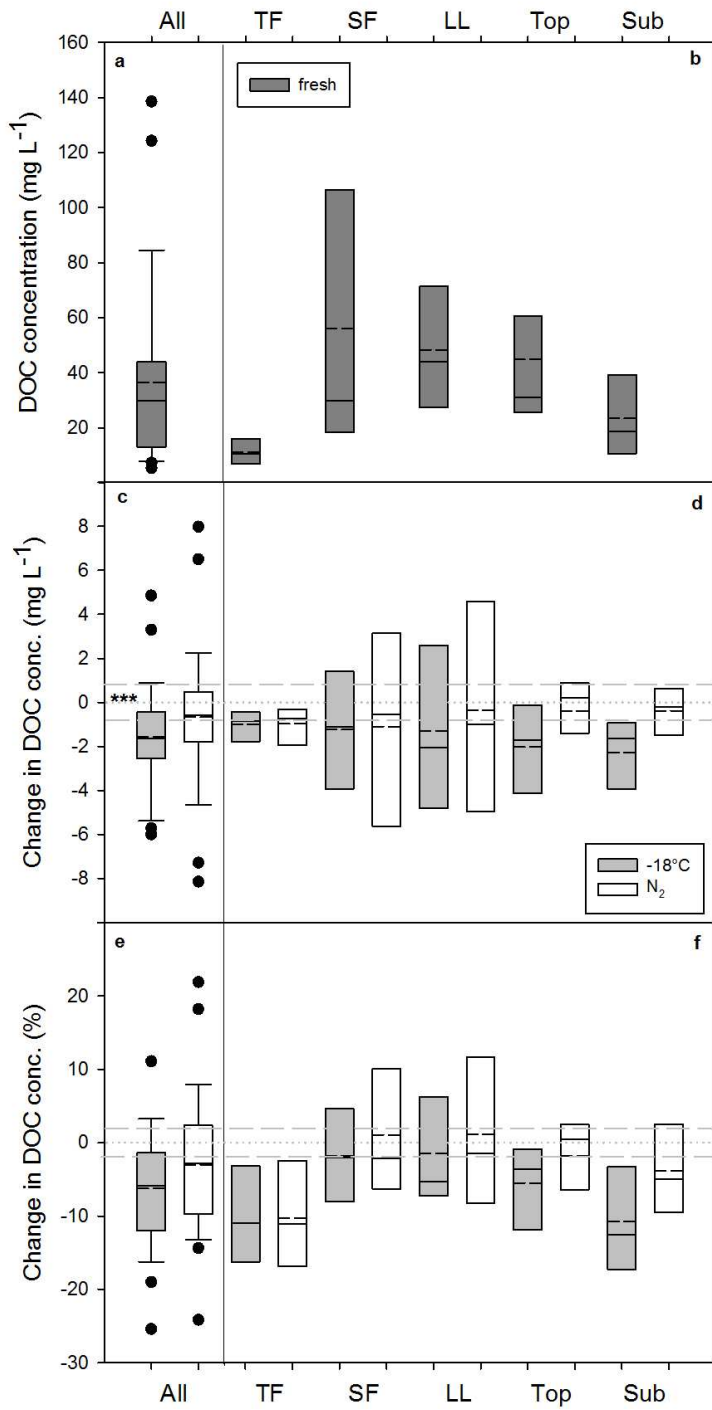 All TF SF LL Top Sub
a b
fresh
160
140
120
100
80
60
40
20
DOC concentration (mg L⁻¹)
c d
8
6
4
2
0
-2
-4
-6
-8
Change in DOC conc. (mg L⁻¹)
***
-18°C
N₂
e f
20
10
0
-10
-20
-30
Change in DOC conc. (%)
All TF SF LL Top Sub